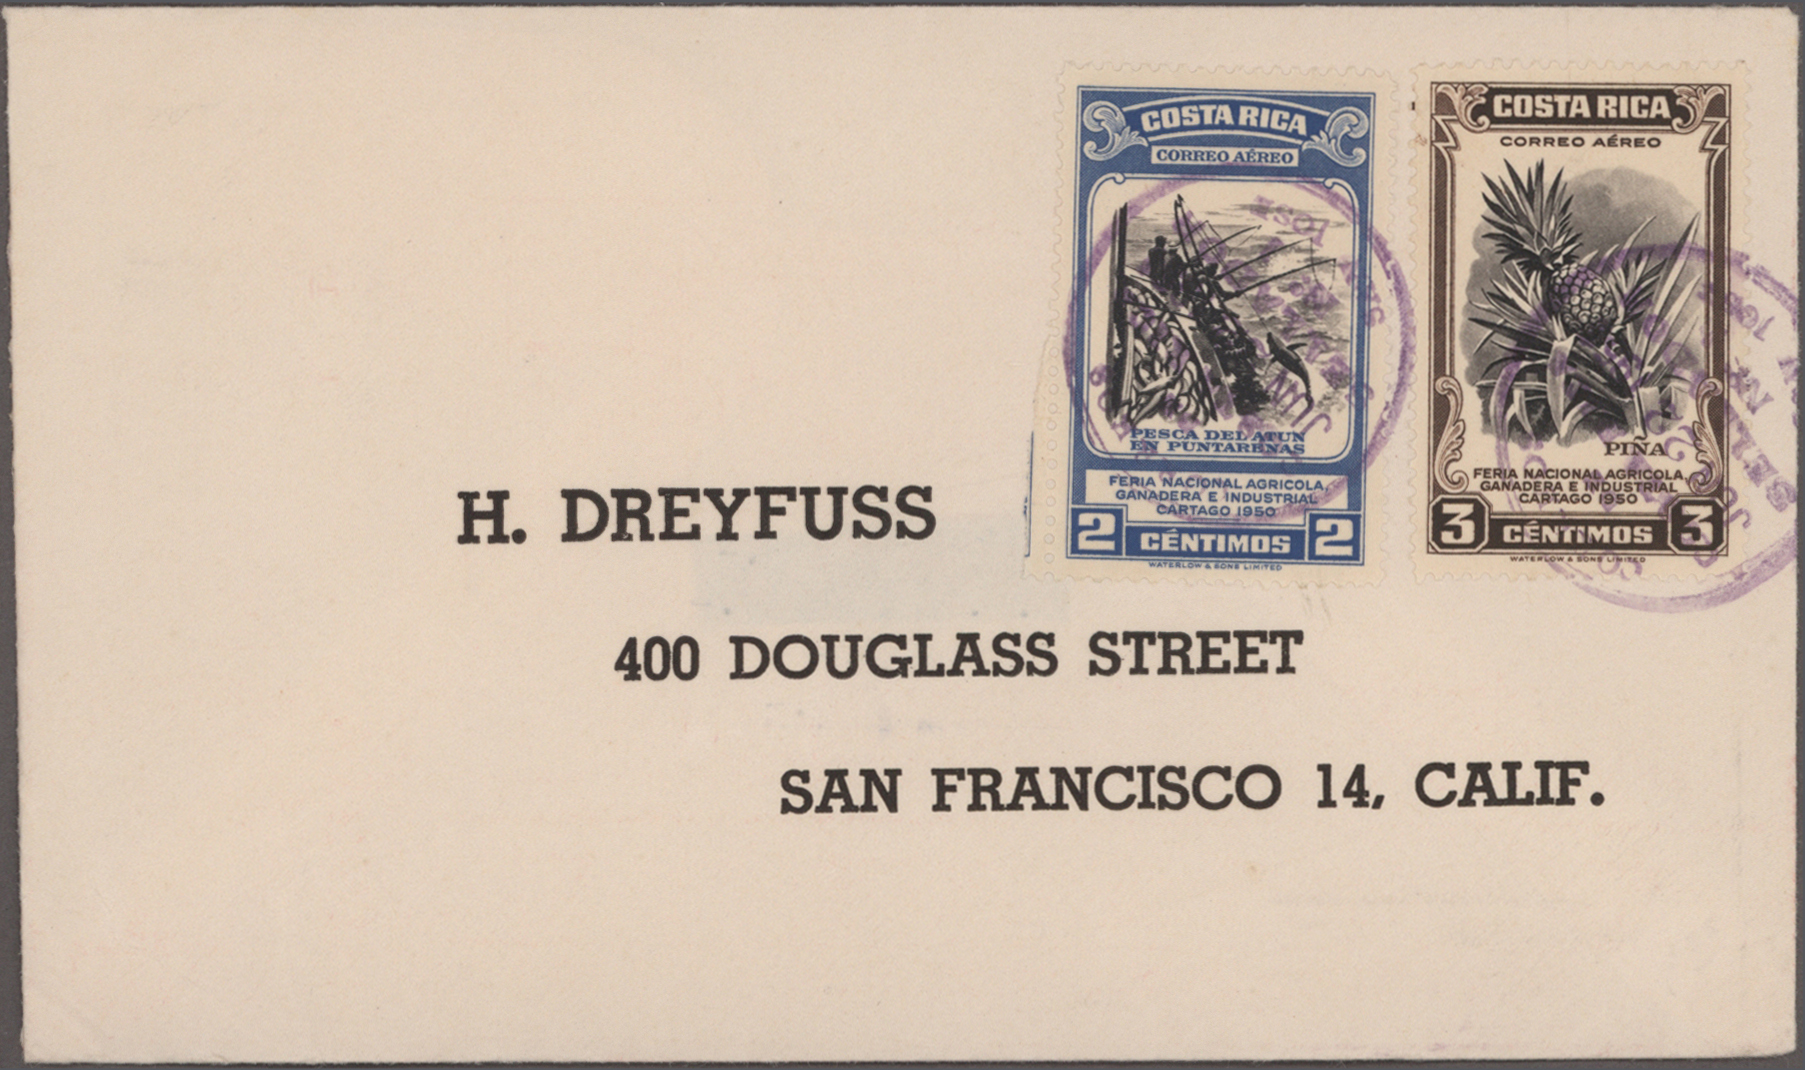 COSTA RICA
CORREO AÉREO
PESCA DEL ATUN
EN PUNTARENAS
FERIA NACIONAL AGRICOLA,
GANADERA E INDUSTRIAL
CARTAGO 1950
2 CÉNTIMOS 2
WATERLOW & SONS LIMITED
COSTA RICA
CORREO AÉREO
PIÑA
FERIA NACIONAL AGRICOLA,
GANADERA E INDUSTRIAL
CARTAGO 1950
3 CÉNTIMOS 3
WATERLOW & SONS LIMITED
H. DREYFUSS
400 DOUGLASS STREET
SAN FRANCISCO 14, CALIF.